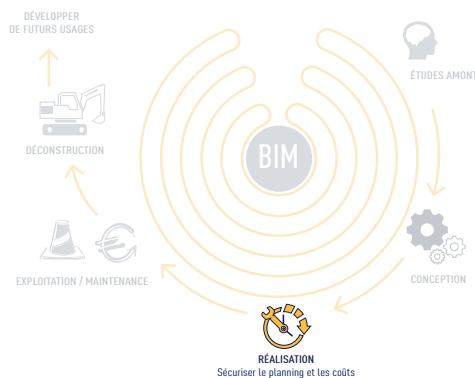 DÉVELOPPER
DE FUTURS USAGES
ÉTUDES AMONT
DÉCONSTRUCTION
BIM
EXPLOITATION / MAINTENANCE
CONCEPTION
RÉALISATION
Sécuriser le planning et les coûts